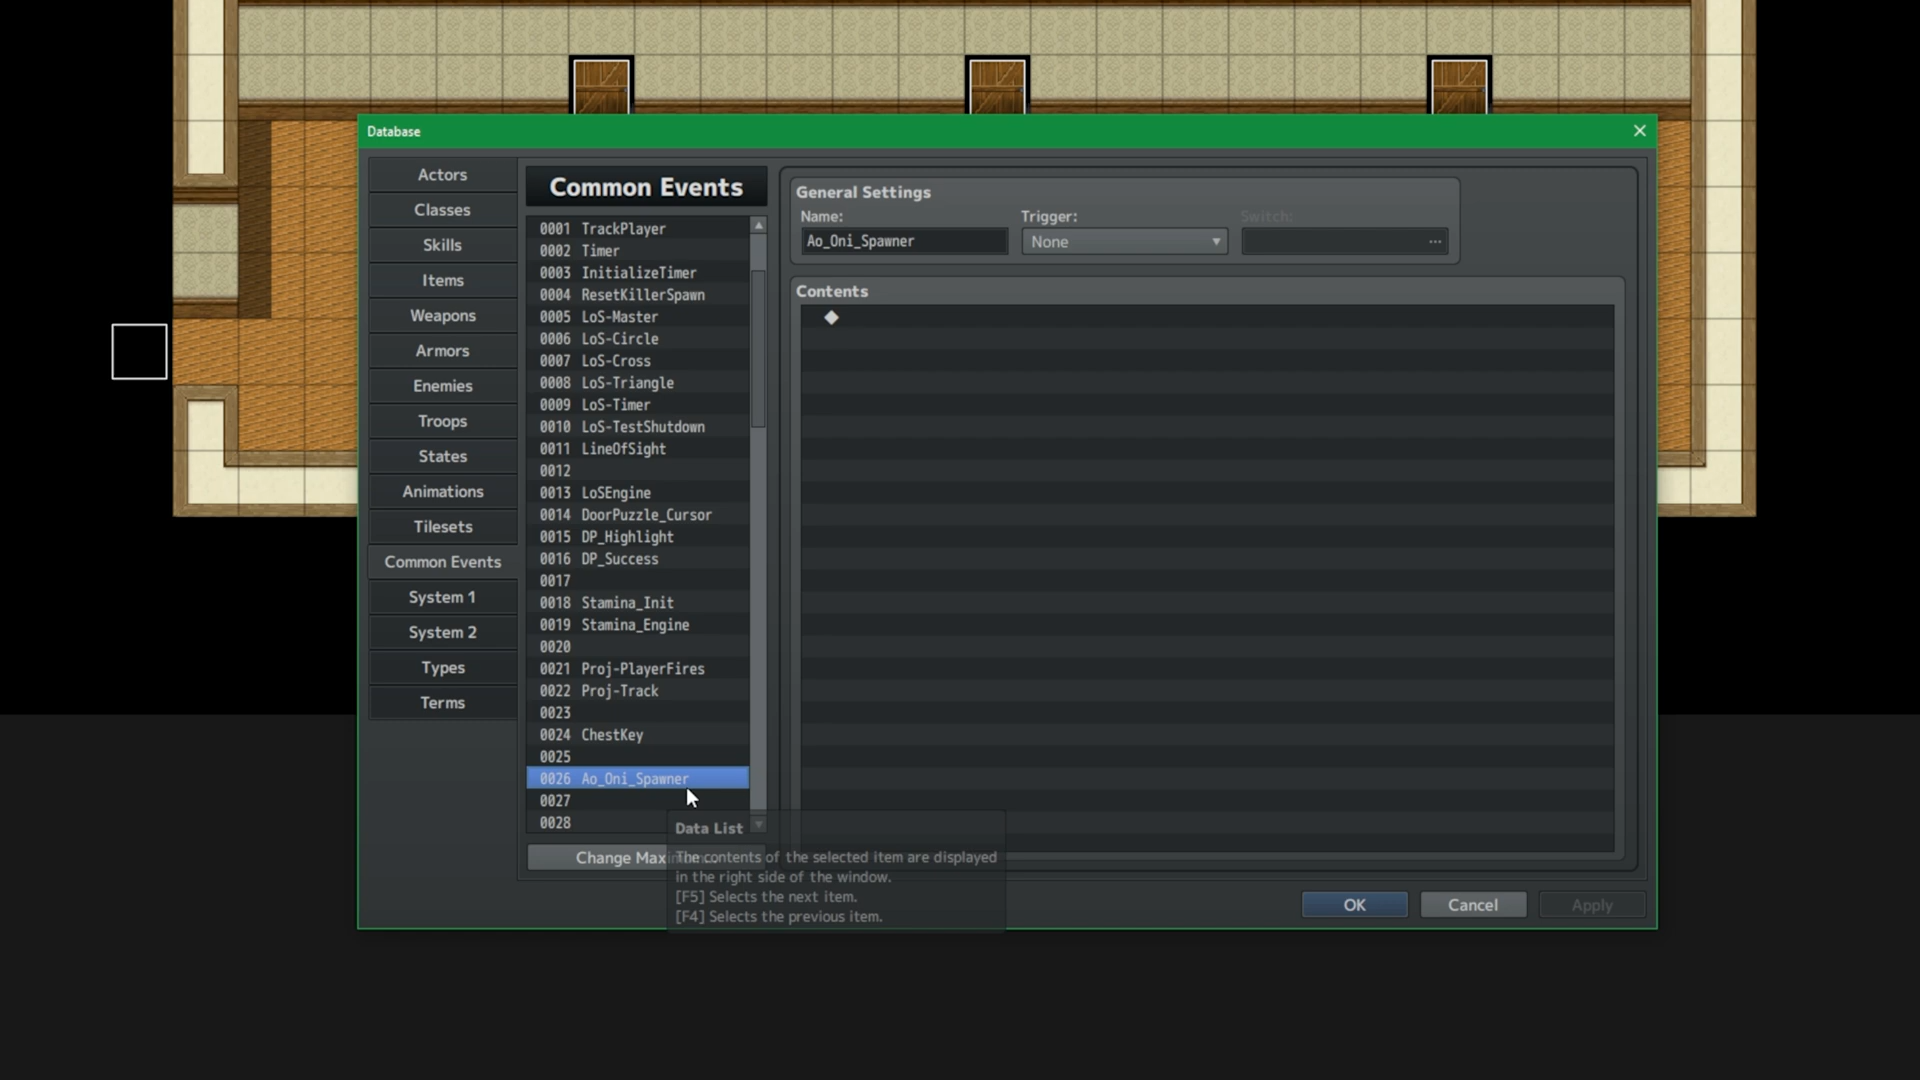 Database
Actors
Classes
Skills
Items
Weapons
Armors
Enemies
Troops
States
Animations
Tilesets
Common Events
System 1
System 2
Types
Terms
Common Events
0001 TrackPlayer
0002 Timer
0003 InitializeTimer
0004 ResetKillerSpawn
0005 LoS-Master
0006 LoS-Circle
0007 LoS-Cross
0008 LoS-Triangle
0009 LoS-Timer
0010 LoS-TestShutdown
0011 LineOfSight
0012
0013 LoSEngine
0014 DoorPuzzle_Cursor
0015 DP_Highlight
0016 DP_Success
0017
0018 Stamina_Init
0019 Stamina_Engine
0020
0021 Proj-PlayerFires
0022 Proj-Track
0023
0024 ChestKey
0025
0026 Ao_Oni_Spawner
0027
0028
Change
General Settings
Name: Trigger: Switch:
Ao_Oni_Spawner None ...
Contents
Data List
The contents of the selected item are displayed
in the right side of the window.
[F5] Selects the next item.
[F4] Selects the previous item.
OK Cancel Apply